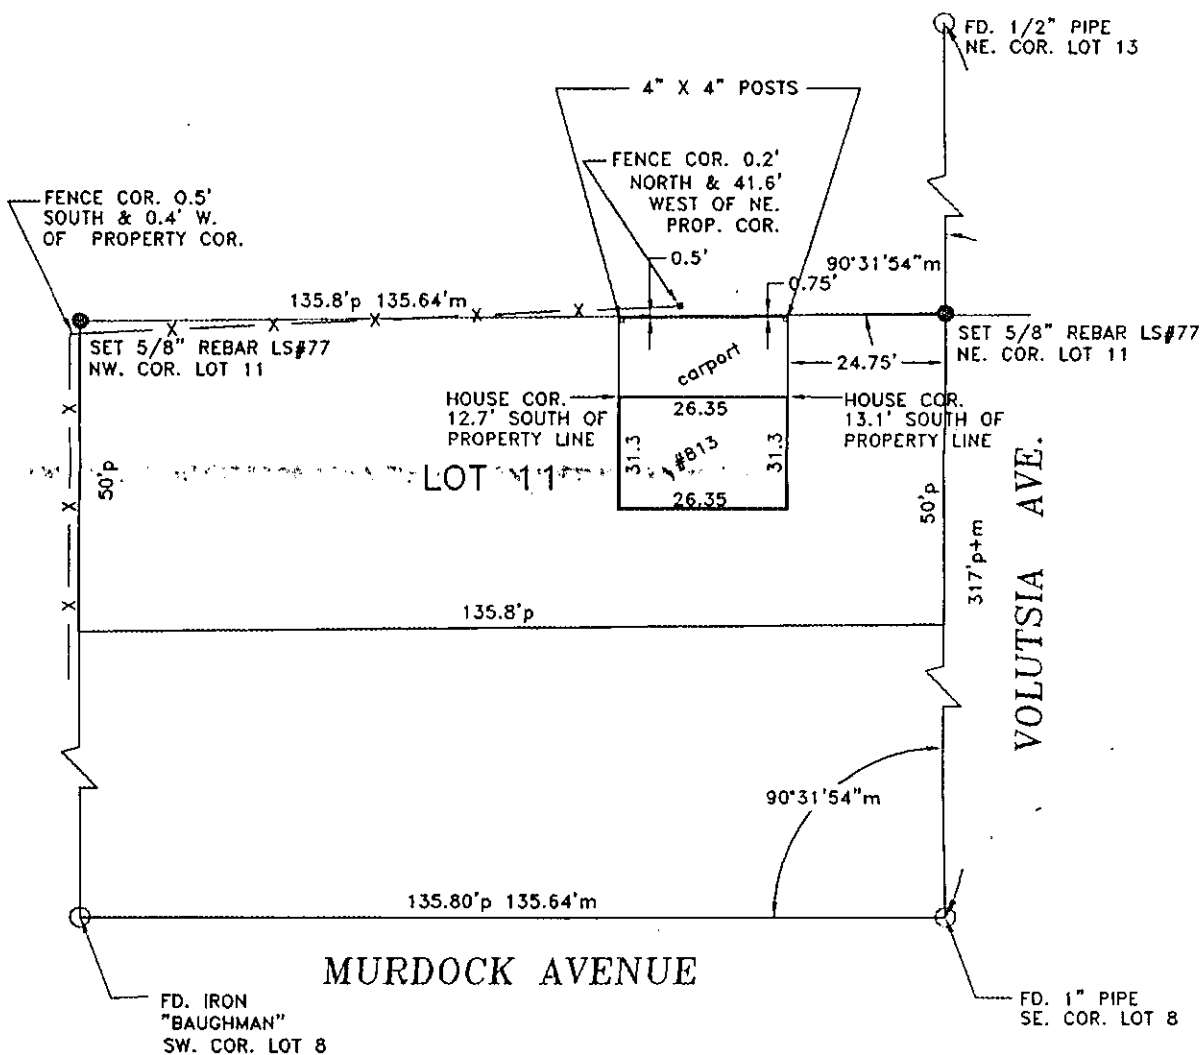 FD. 1/2" PIPE
NE. COR. LOT 13
4" X 4" POSTS
FENCE COR. 0.2'
NORTH & 41.6'
WEST OF NE.
PROP. COR.
FENCE COR. 0.5'
SOUTH & 0.4' W.
OF PROPERTY COR.
0.5'
90°31'54"m
0.75'
135.8'p 135.64'm
SET 5/8" REBAR LS#77
NW. COR. LOT 11
SET 5/8" REBAR LS#77
NE. COR. LOT 11
carport
24.75'
HOUSE COR.
12.7' SOUTH OF
PROPERTY LINE
26.35
HOUSE COR.
13.1' SOUTH OF
PROPERTY LINE
31.3
#813
31.3
LOT 11
26.35
50'p
50'p
317'p+m
VOLUTSIA AVE.
135.8'p
90°31'54"m
135.80'p 135.64'm
MURDOCK AVENUE
FD. IRON
"BAUGHMAN"
SW. COR. LOT 8
FD. 1" PIPE
SE. COR. LOT 8
X
X
X
X
X
X
X
X